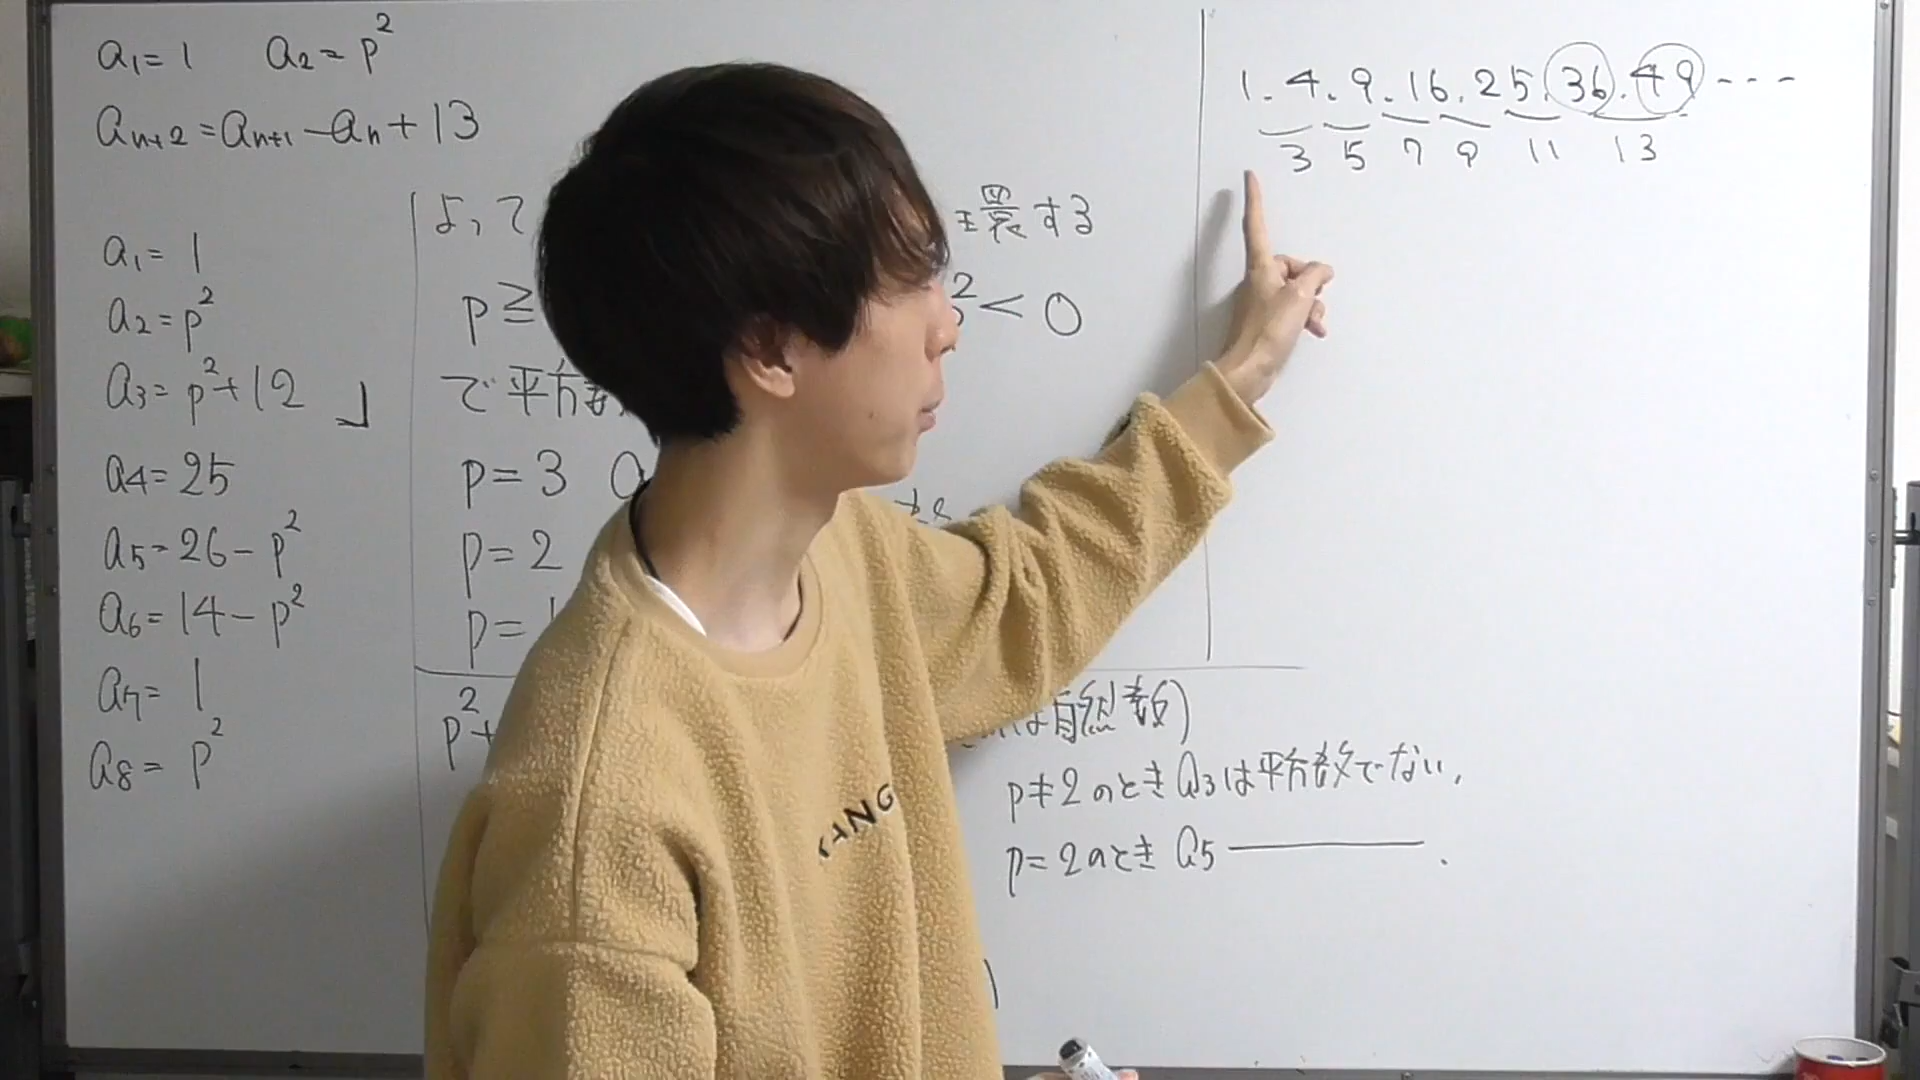 a₁=1 a₂=p²
aₙ₊₂=aₙ₊₁-aₙ+13
a₁=1
a₂=p²
a₃=p²+12 」
a₄=25
a₅=26-p²
a₆=14-p²
a₇=1
a₈=p²
よって 環する
p≧ ²<0
で平方数
p=3 a
p=2
p=1
p²+ は自然数)
p≠2のときa₃は平方数でない.
p=2のときa₅―――.
1.4.9.16.25.36.49---
3 5 7 9 11 13
KANG